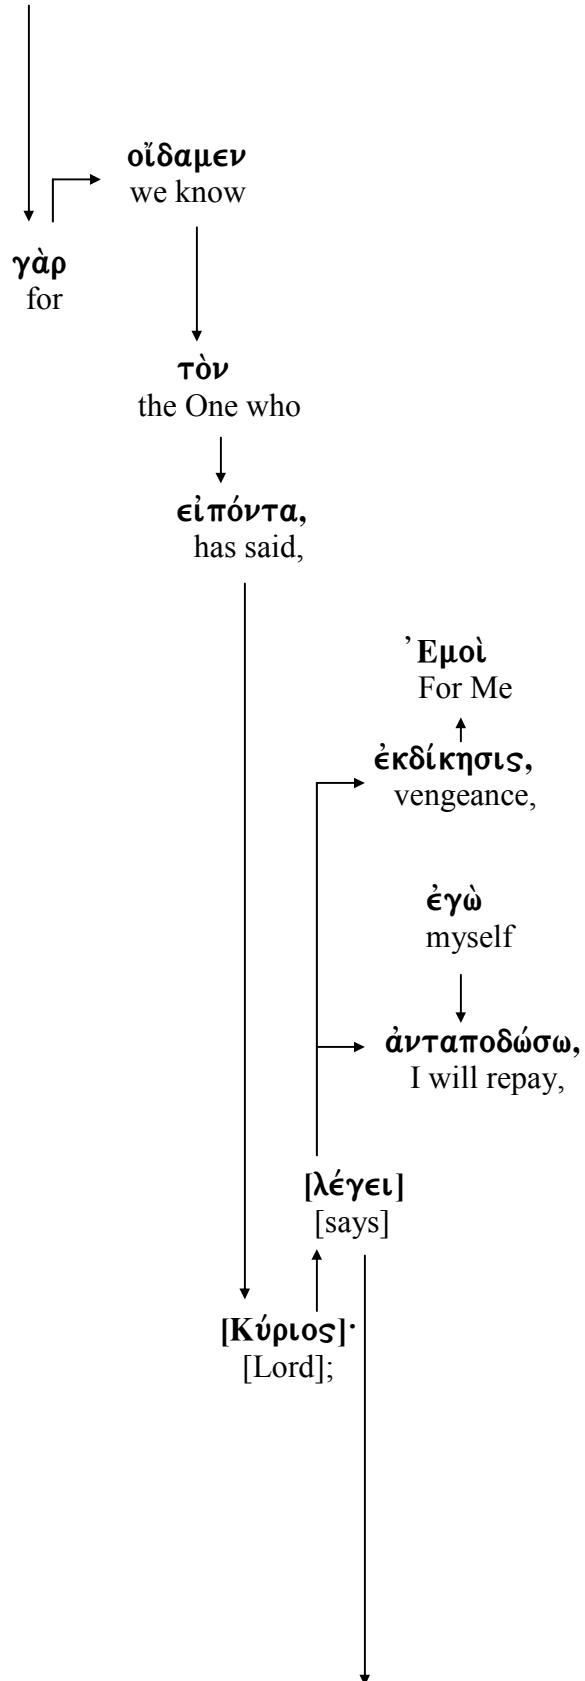 οἴδαμεν
we know
γὰρ
for
τὸν
the One who
εἰπόντα,
has said,
Ἐμοὶ
For Me
ἐκδίκησις,
vengeance,
ἐγὼ
myself
ἀνταποδώσω,
I will repay,
[λέγει]
[says]
[Κύριος]·
[Lord];